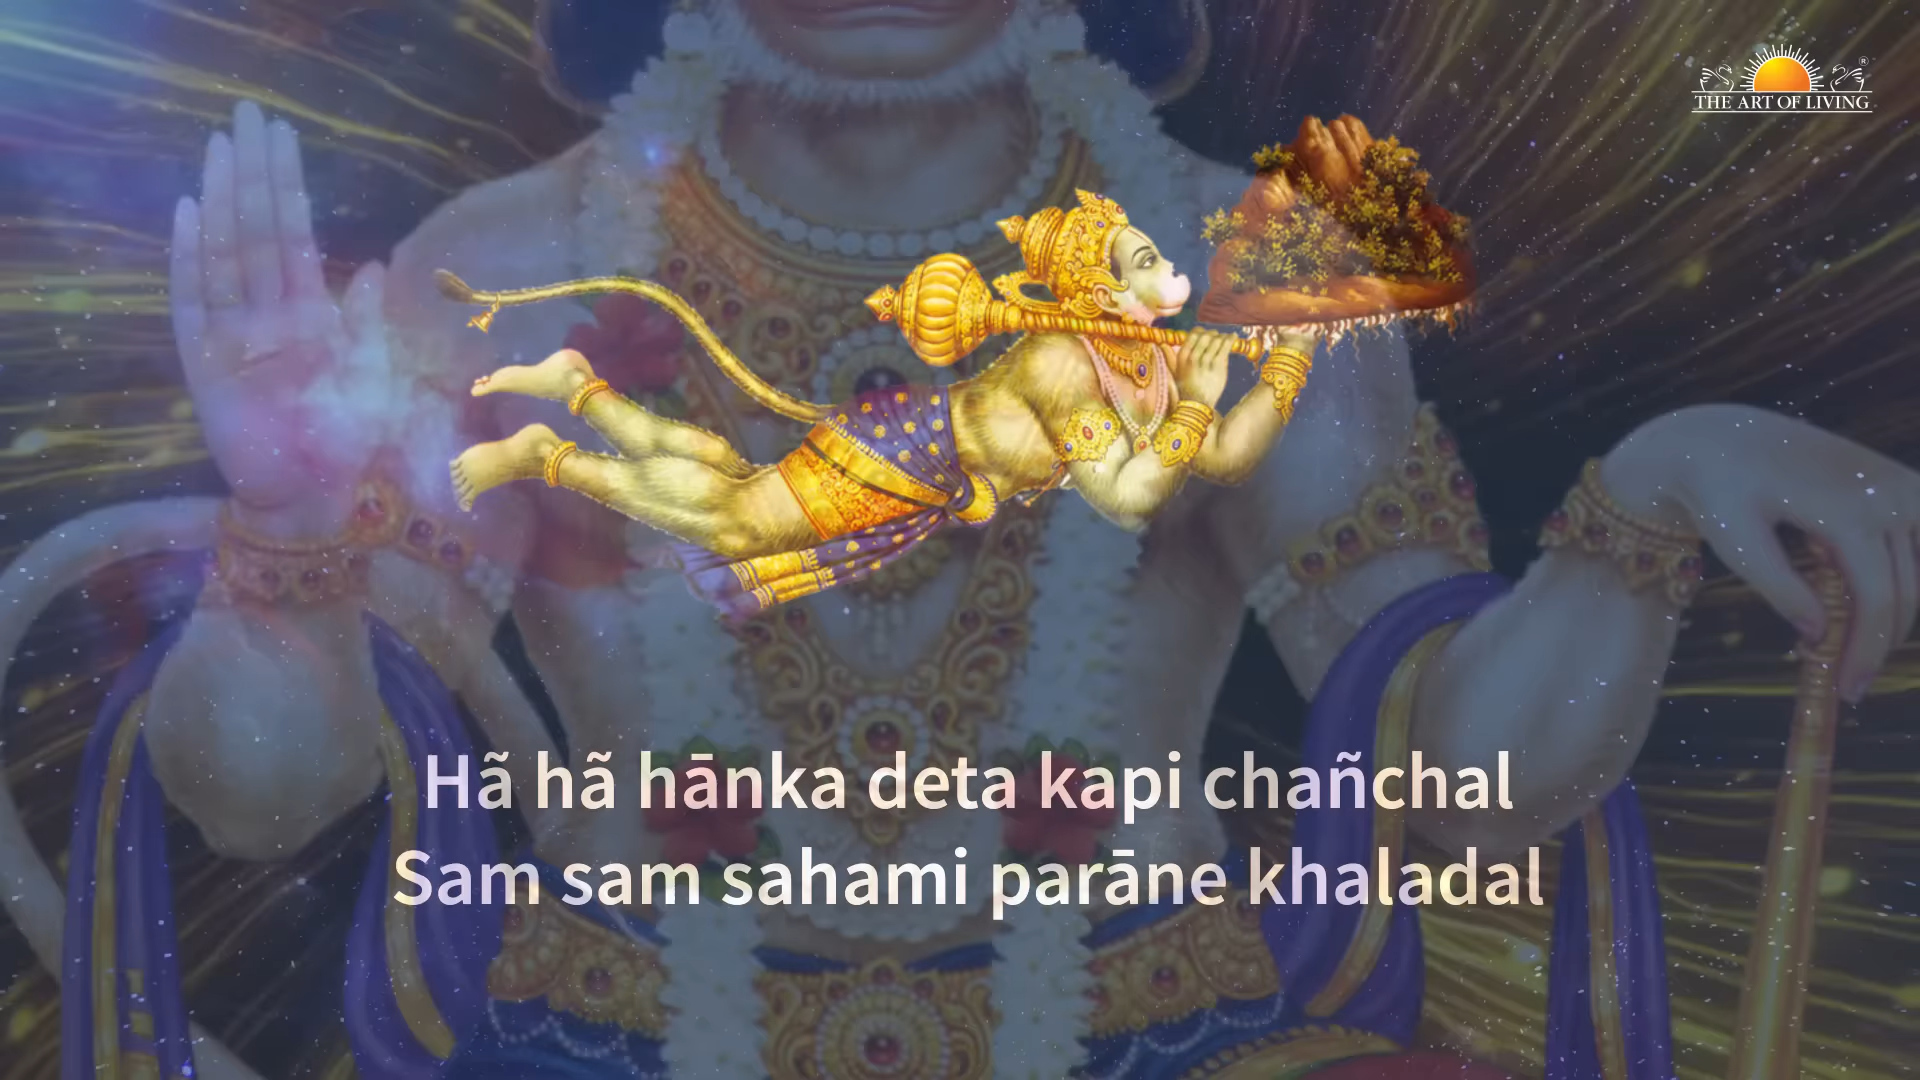 THE ART OF LIVING
Hã hã hānka deta kapi chañchal
Sam sam sahami parāne khaladal